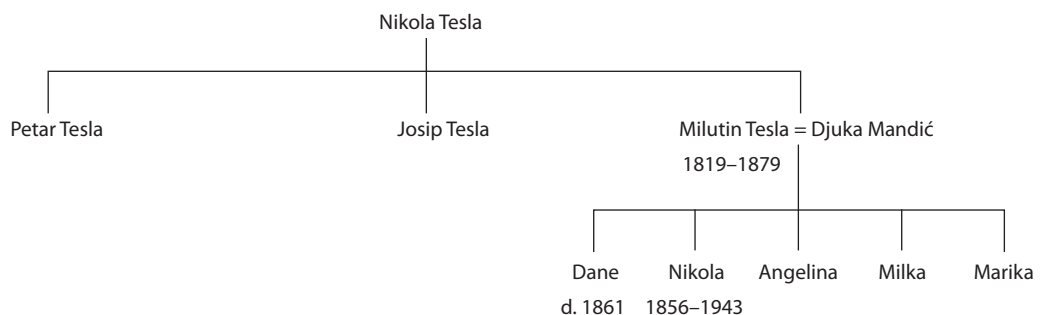 Nikola Tesla
Petar Tesla Josip Tesla Milutin Tesla = Djuka Mandić
1819–1879
Dane Nikola Angelina Milka Marika
d. 1861 1856–1943